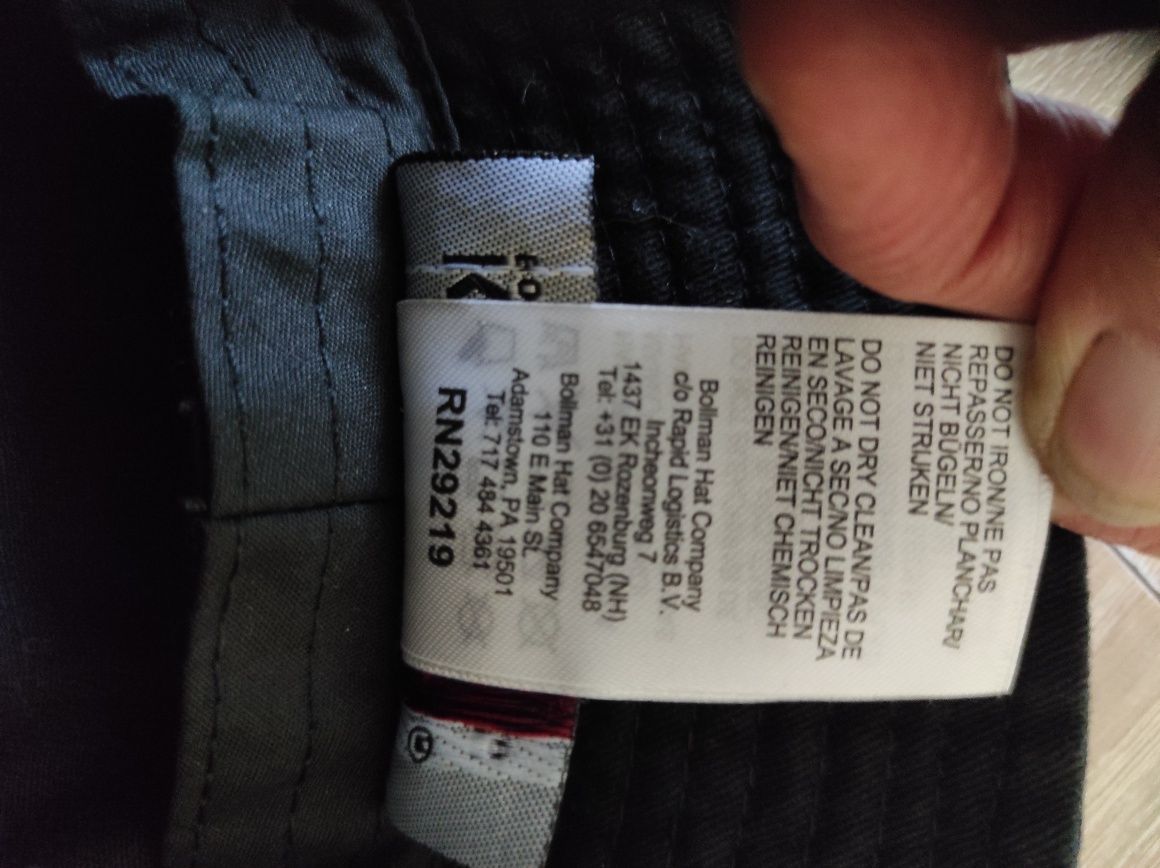 DO NOT IRON/NE PAS
REPASSER/NO PLANCHAR/
NICHT BÜGELN/
NIET STRIJKEN
DO NOT DRY CLEAN/PAS DE
LAVAGE A SEC/NO LIMPIEZA
EN SECO/NICHT TROCKEN
REINIGEN/NIET CHEMISCH
REINIGEN
Bollman Hat Company
c/o Rapid Logistics B.V.
Incheonweg 7
1437 EK Rozenburg (NH)
Tel: +31 (0) 20 6547048
Bollman Hat Company
110 E Main St.
Adamstown, PA 19501
Tel: 717 484 4361
RN29219